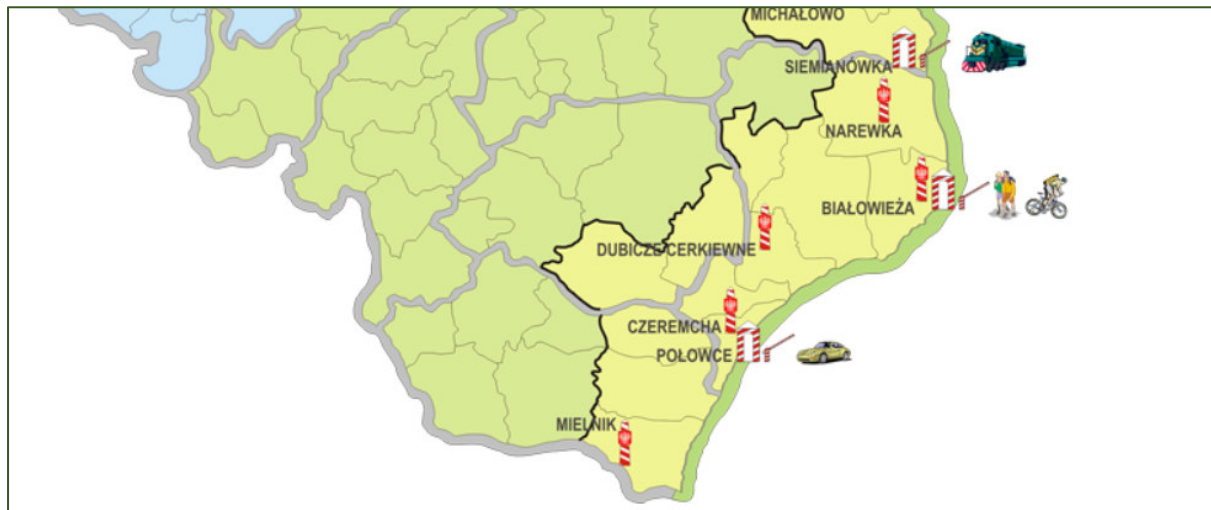 MICHAŁOWO
SIEMIANÓWKA
NAREWKA
BIAŁOWIEŻA
DUBICZE CERKIEWNE
CZEREMCHA
POŁOWCE
MIELNIK